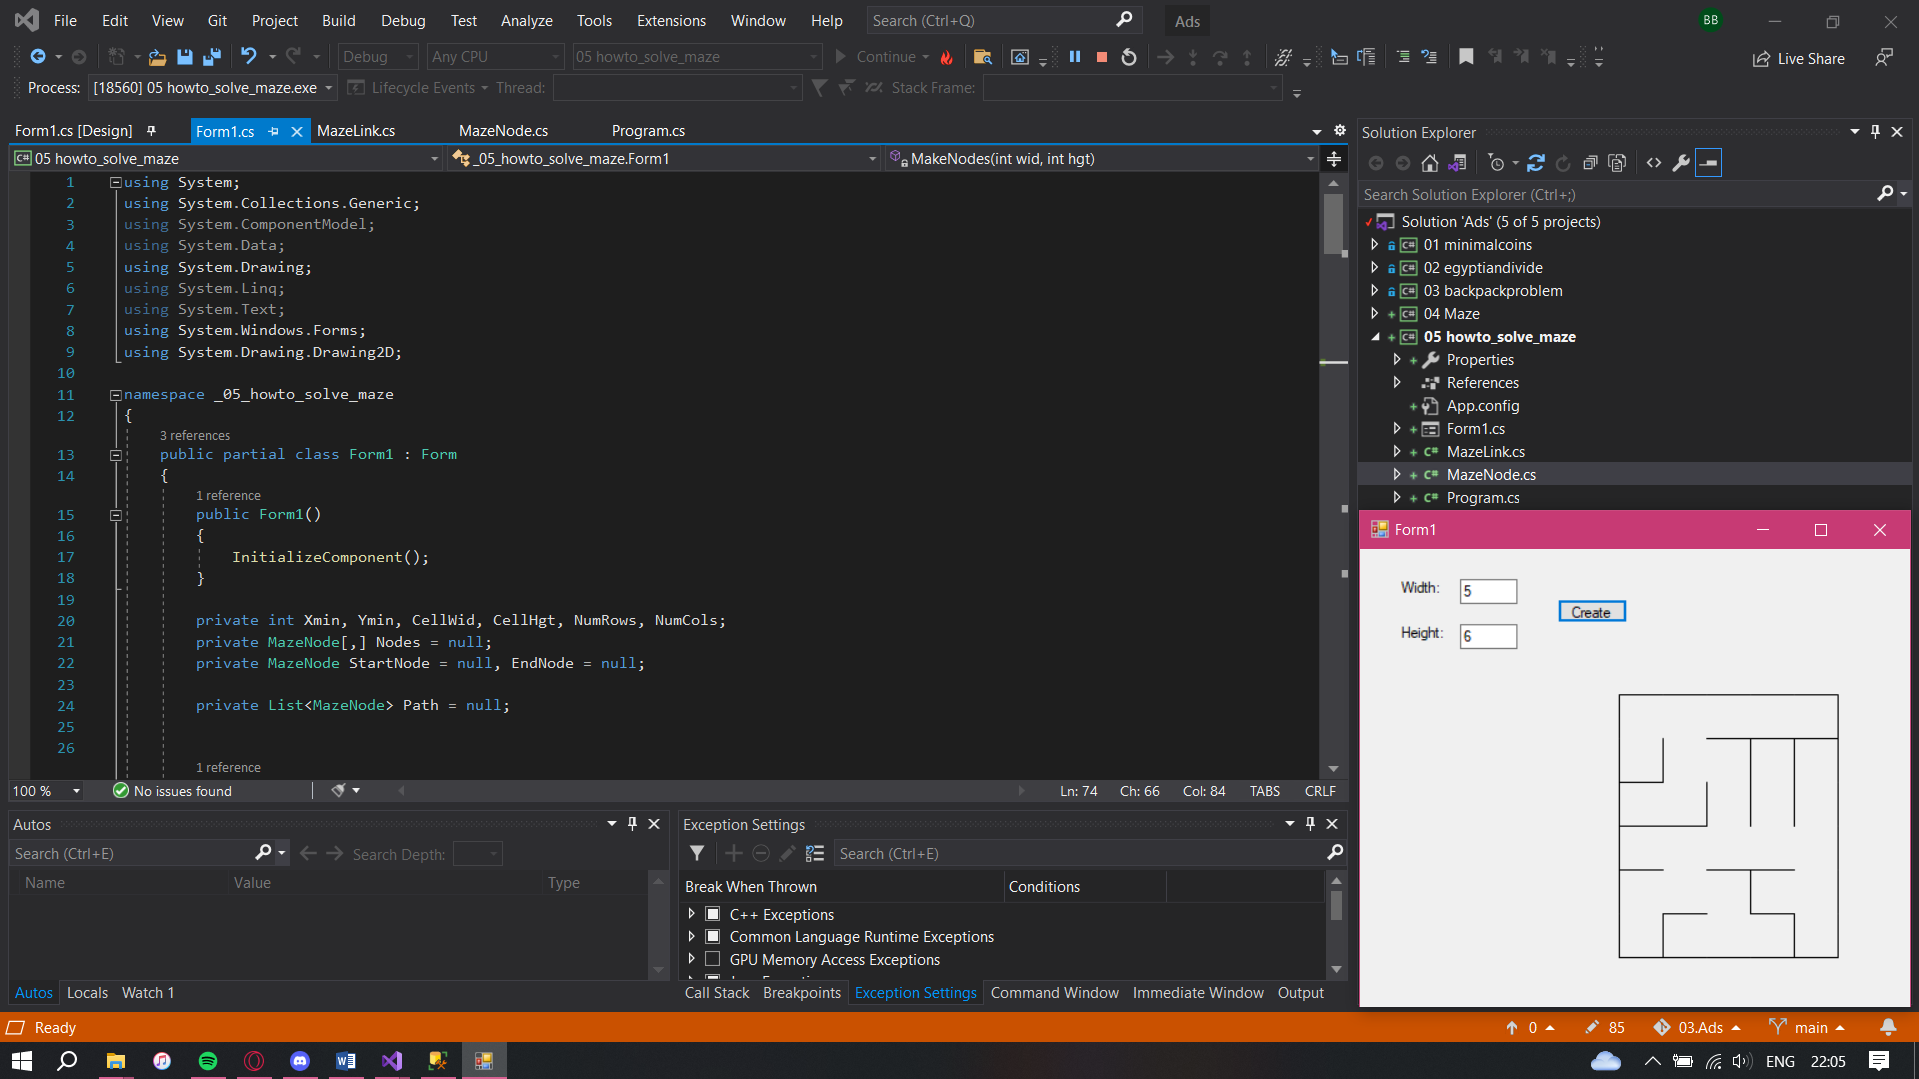 File Edit View Git Project Build Debug Test Analyze Tools Extensions Window Help Search (Ctrl+Q) Ads BB
Debug Any CPU 05 howto_solve_maze Continue Live Share
Process: [18560] 05 howto_solve_maze.exe Lifecycle Events Thread: Stack Frame:
Form1.cs [Design] Form1.cs MazeLink.cs MazeNode.cs Program.cs
05 howto_solve_maze _05_howto_solve_maze.Form1 MakeNodes(int wid, int hgt)
1 using System;
2 using System.Collections.Generic;
3 using System.ComponentModel;
4 using System.Data;
5 using System.Drawing;
6 using System.Linq;
7 using System.Text;
8 using System.Windows.Forms;
9 using System.Drawing.Drawing2D;
10
11 namespace _05_howto_solve_maze
12 {
3 references
13 public partial class Form1 : Form
14 {
1 reference
15 public Form1()
16 {
17 InitializeComponent();
18 }
19
20 private int Xmin, Ymin, CellWid, CellHgt, NumRows, NumCols;
21 private MazeNode[,] Nodes = null;
22 private MazeNode StartNode = null, EndNode = null;
23
24 private List<MazeNode> Path = null;
25
26
1 reference
100 % No issues found Ln: 74 Ch: 66 Col: 84 TABS CRLF
Autos
Search (Ctrl+E) Search Depth:
Name Value Type
Autos Locals Watch 1
Exception Settings
Search (Ctrl+E)
Break When Thrown Conditions
C++ Exceptions
Common Language Runtime Exceptions
GPU Memory Access Exceptions
Call Stack Breakpoints Exception Settings Command Window Immediate Window Output
Solution Explorer
Search Solution Explorer (Ctrl+;)
Solution 'Ads' (5 of 5 projects)
C# 01 minimalcoins
C# 02 egyptiandivide
C# 03 backpackproblem
C# 04 Maze
C# 05 howto_solve_maze
Properties
References
App.config
Form1.cs
C# MazeLink.cs
C# MazeNode.cs
C# Program.cs
Form1
Width: 5
Create
Height: 6
Ready 0 85 03.Ads main
ENG 22:05